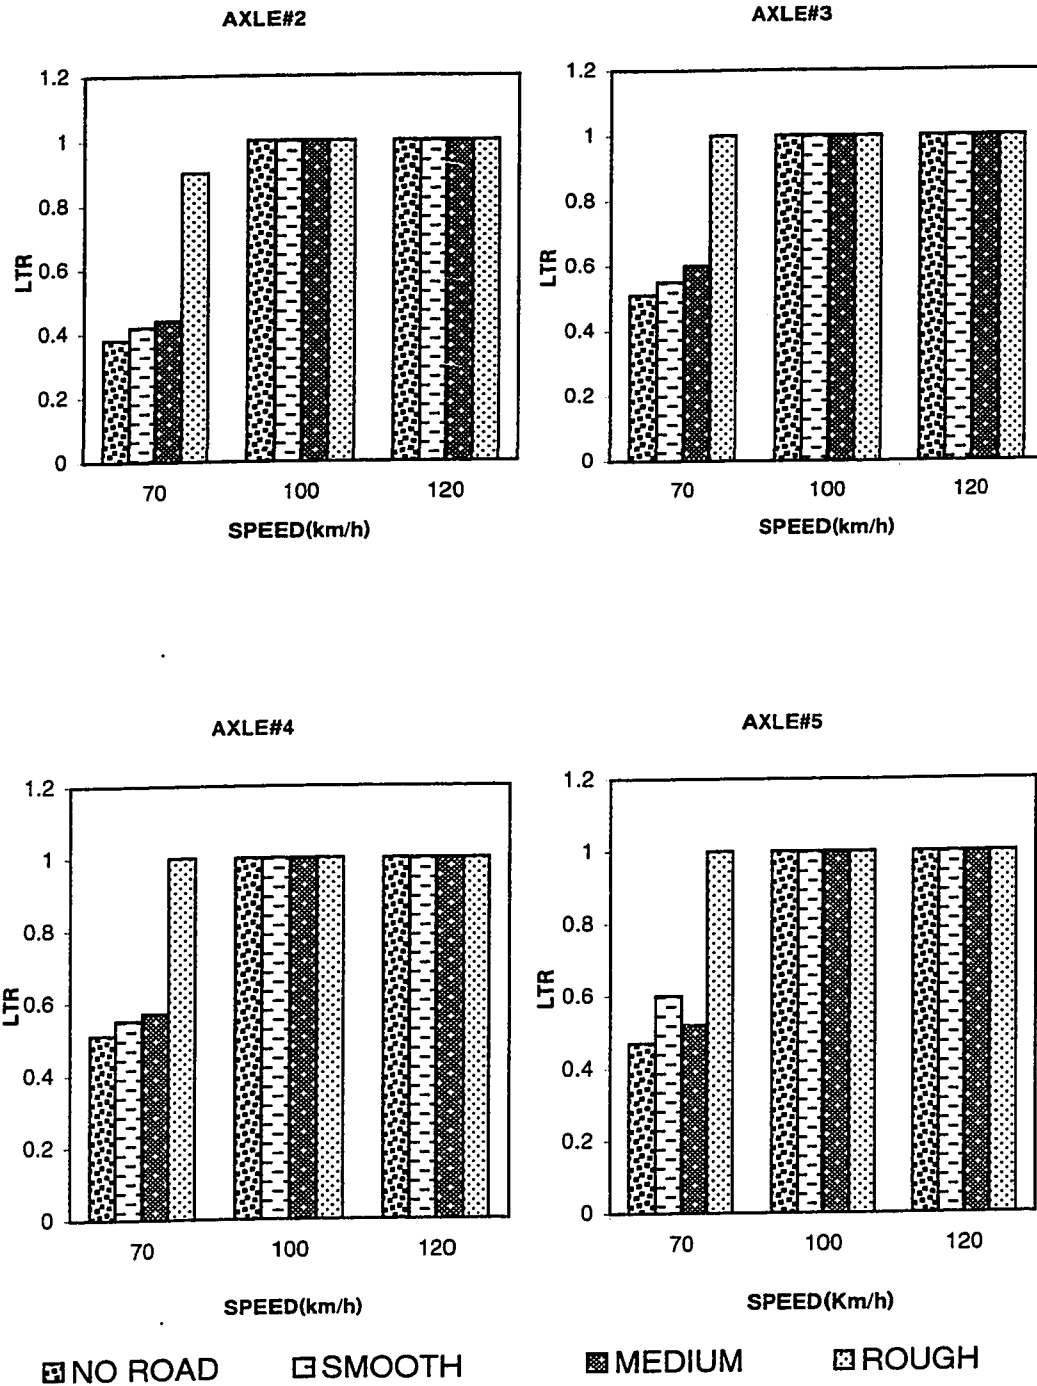 AXLE#2
1.2
1
0.8
0.6
0.4
0.2
0
LTR
70 100 120
SPEED(km/h)
AXLE#3
1.2
1
0.8
0.6
0.4
0.2
0
LTR
70 100 120
SPEED(km/h)
AXLE#4
1.2
1
0.8
0.6
0.4
0.2
0
LTR
70 100 120
SPEED(km/h)
AXLE#5
1.2
1
0.8
0.6
0.4
0.2
0
LTR
70 100 120
SPEED(Km/h)
NO ROAD SMOOTH MEDIUM ROUGH